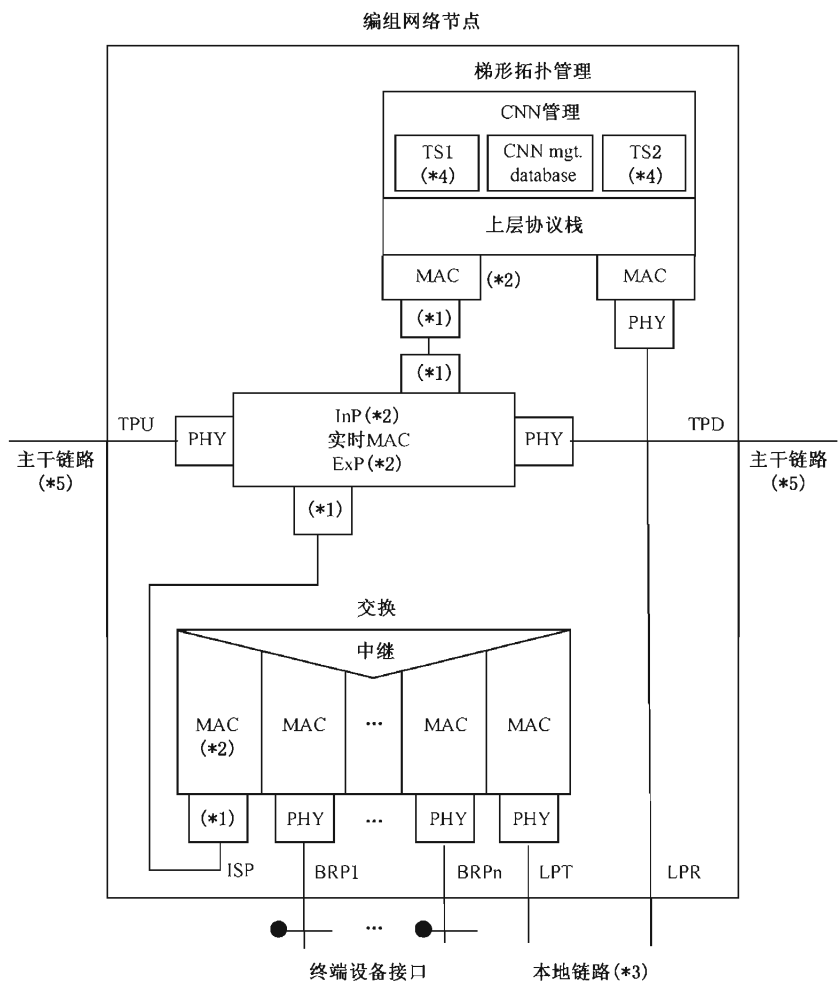 编组网络节点
梯形拓扑管理
CNN管理
TS1
(*4)
CNN mgt.
database
TS2
(*4)
上层协议栈
MAC
(*2)
MAC
(*1)
PHY
(*1)
TPU
PHY
InP(*2)
实时MAC
ExP(*2)
PHY
TPD
主干链路
(*5)
主干链路
(*5)
(*1)
交换
中继
MAC
(*2)
MAC
...
MAC
MAC
(*1)
PHY
...
PHY
PHY
ISP
BRP1
BRPn
LPT
LPR
...
终端设备接口
本地链路(*3)